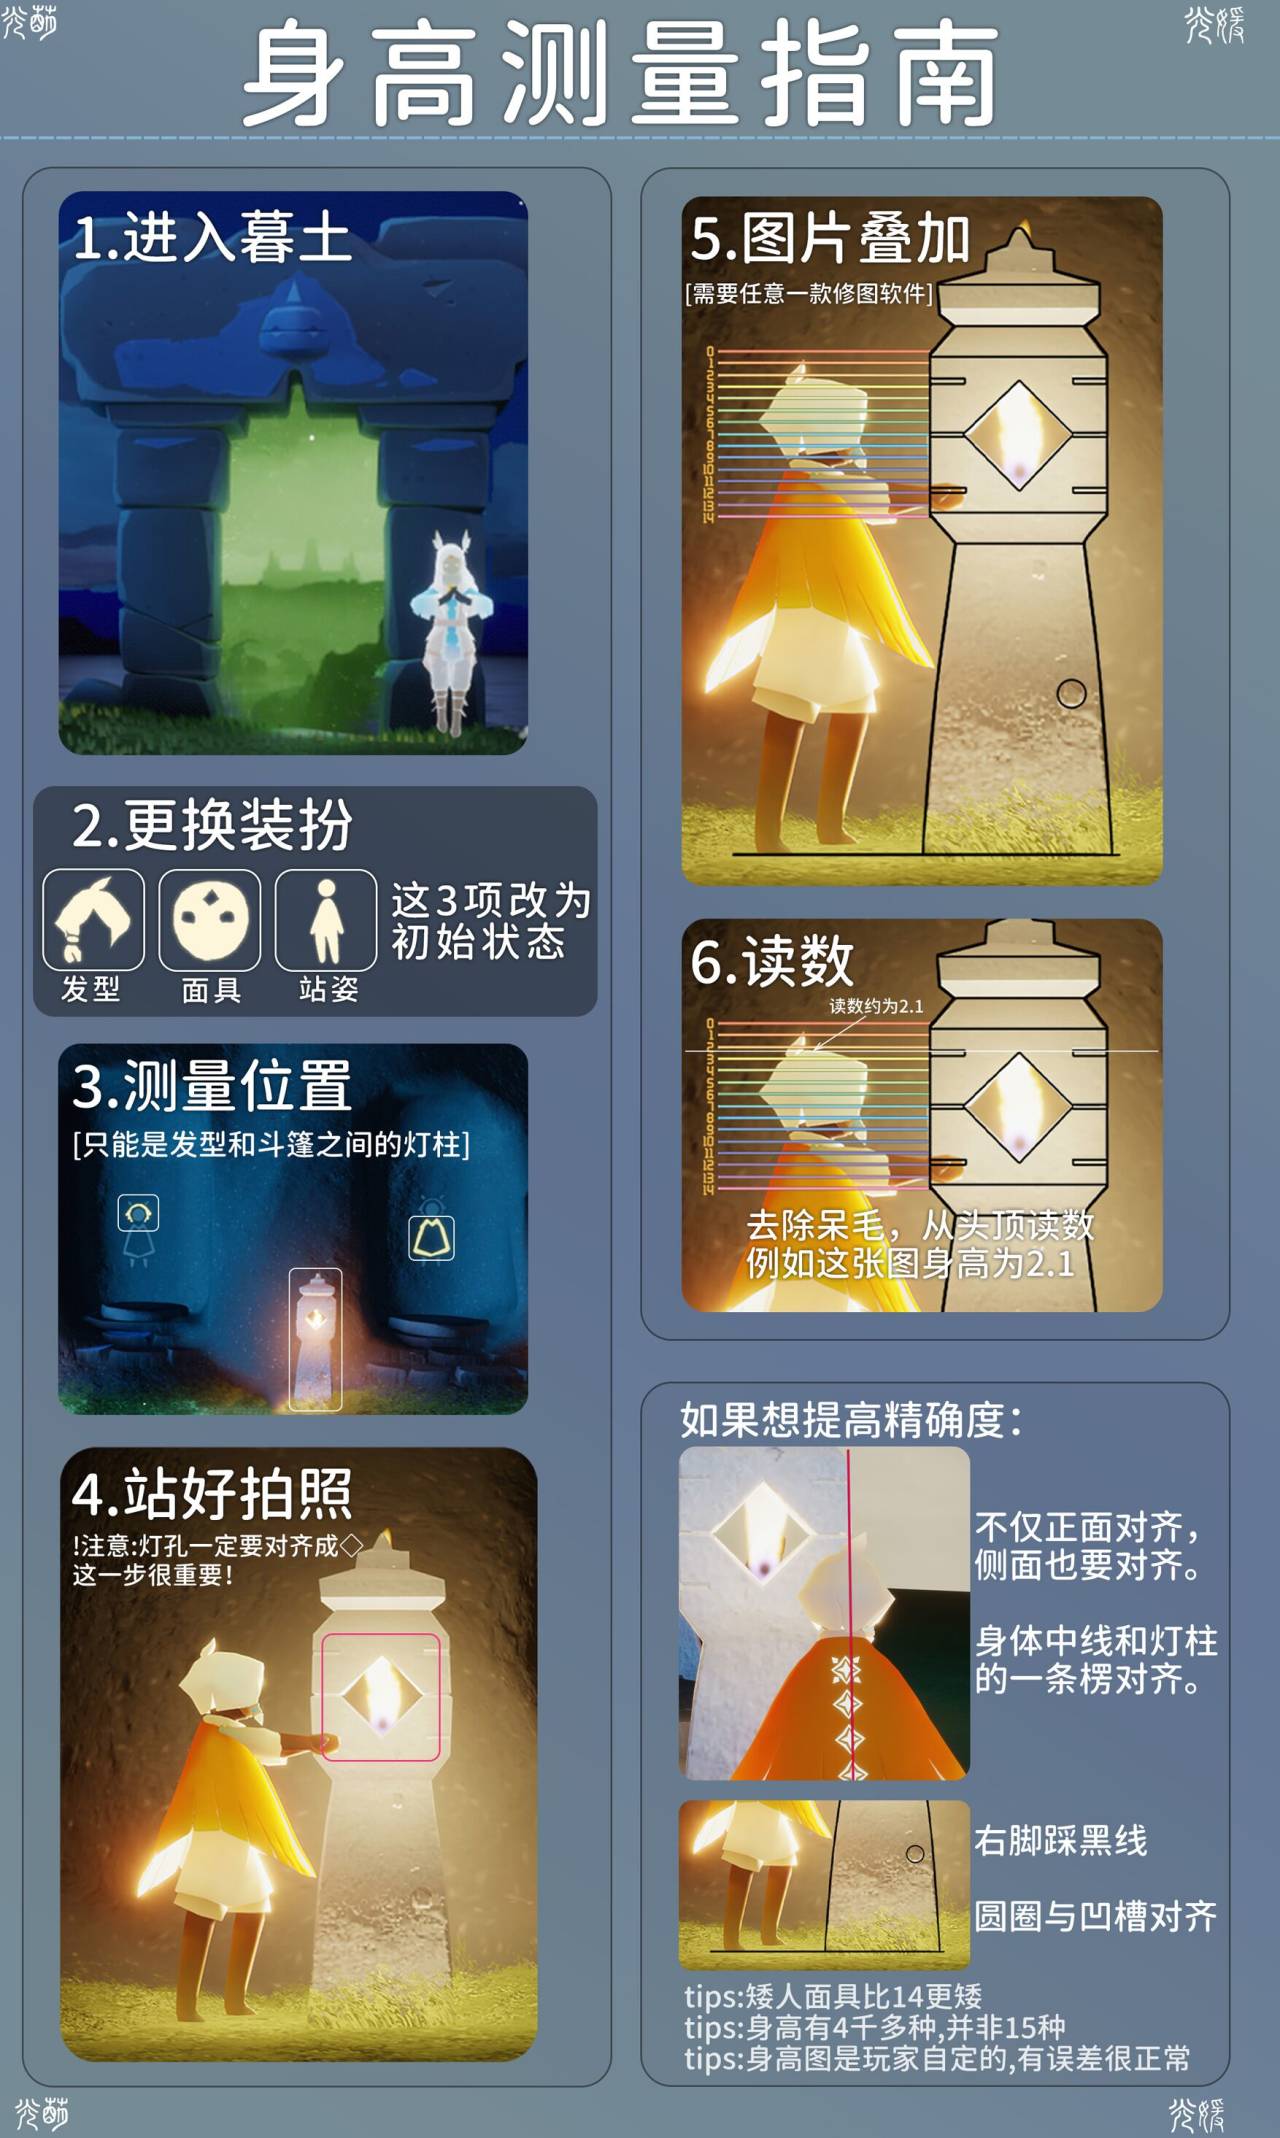 光萌
光媛
身高测量指南
1.进入暮土
2.更换装扮
发型
面具
站姿
这3项改为
初始状态
3.测量位置
[只能是发型和斗篷之间的灯柱]
4.站好拍照
!注意:灯孔一定要对齐成◇
这一步很重要!
5.图片叠加
[需要任意一款修图软件]
0
1
2
3
4
5
6
7
8
9
10
11
12
13
14
6.读数
读数约为2.1
0
1
2
3
4
5
6
7
8
9
10
11
12
13
14
去除呆毛，从头顶读数
例如这张图身高为2.1
如果想提高精确度：
不仅正面对齐，
侧面也要对齐。
身体中线和灯柱
的一条楞对齐。
右脚踩黑线
圆圈与凹槽对齐
tips:矮人面具比14更矮
tips:身高有4千多种,并非15种
tips:身高图是玩家自定的,有误差很正常
光萌
光媛